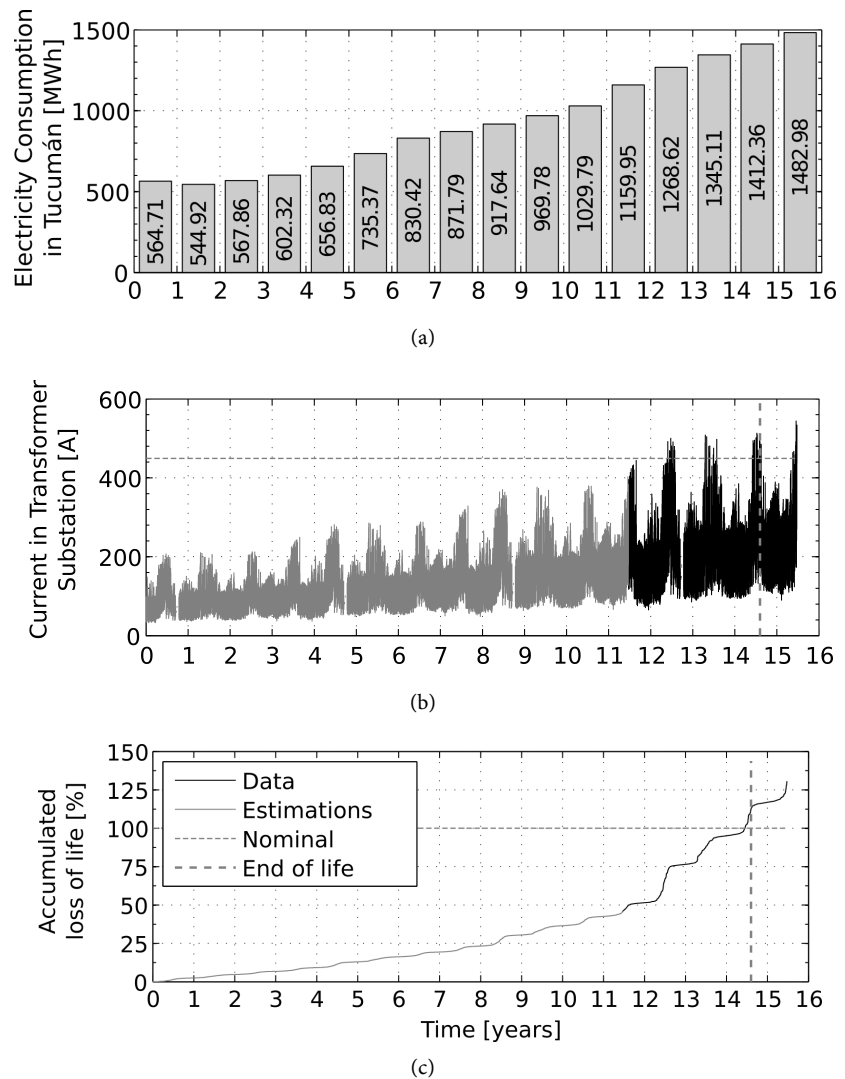 Electricity Consumption
in Tucumán [MWh]
1500
1000
500
0
564.71
544.92
567.86
602.32
656.83
735.37
830.42
871.79
917.64
969.78
1029.79
1159.95
1268.62
1345.11
1412.36
1482.98
0 1 2 3 4 5 6 7 8 9 10 11 12 13 14 15 16
(a)
Current in Transformer
Substation [A]
600
400
200
0
0 1 2 3 4 5 6 7 8 9 10 11 12 13 14 15 16
(b)
Accumulated
loss of life [%]
150
125
100
75
50
25
0
Data
Estimations
Nominal
End of life
0 1 2 3 4 5 6 7 8 9 10 11 12 13 14 15 16
Time [years]
(c)